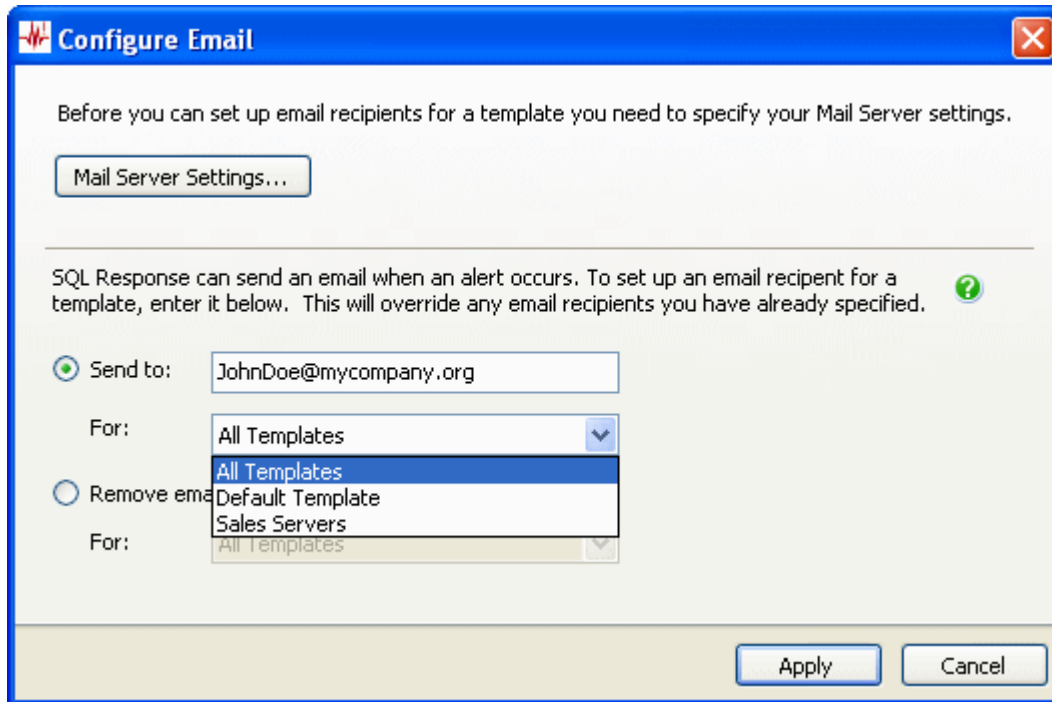 Configure Email
Before you can set up email recipients for a template you need to specify your Mail Server settings.
Mail Server Settings...
SQL Response can send an email when an alert occurs. To set up an email recipent for a
template, enter it below. This will override any email recipients you have already specified.
Send to:
JohnDoe@mycompany.org
For:
All Templates
All Templates
Default Template
Remove
Sales Servers
For:
All Templates
Apply
Cancel